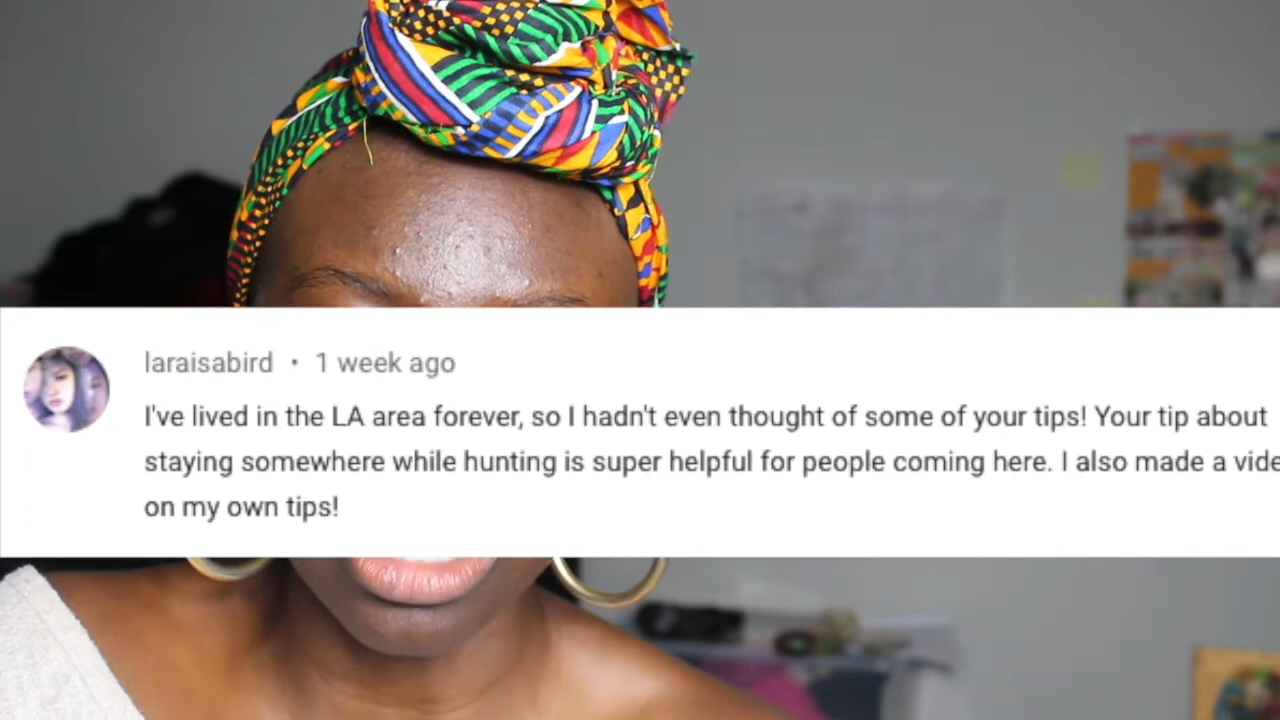 laraisabird • 1 week ago
I've lived in the LA area forever, so I hadn't even thought of some of your tips! Your tip about
staying somewhere while hunting is super helpful for people coming here. I also made a vide
on my own tips!